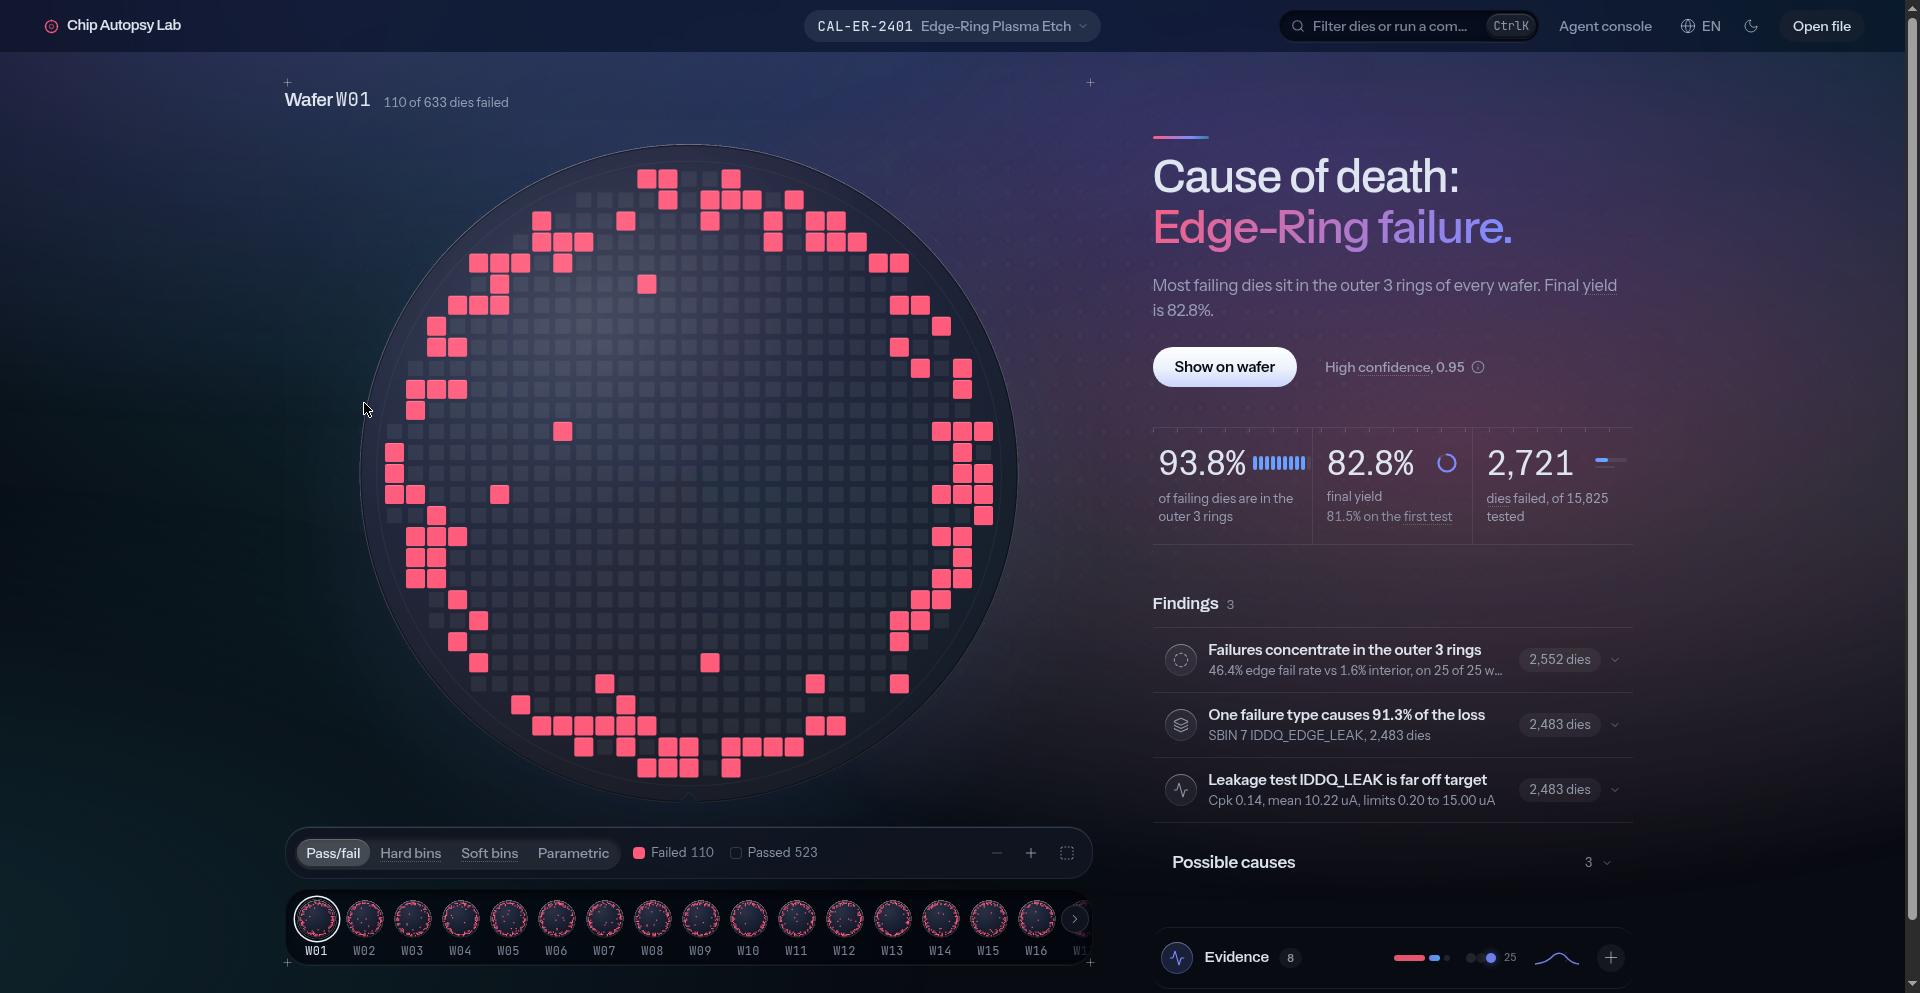 Chip Autopsy Lab
CAL-ER-2401 Edge-Ring Plasma Etch
Filter dies or run a com... CtrlK
Agent console
EN
Open file
Wafer W01 110 of 633 dies failed
Cause of death:
Edge-Ring failure.
Most failing dies sit in the outer 3 rings of every wafer. Final yield
is 82.8%.
Show on wafer
High confidence, 0.95
93.8%
of failing dies are in the
outer 3 rings
82.8%
final yield
81.5% on the first test
2,721
dies failed, of 15,825
tested
Findings 3
Failures concentrate in the outer 3 rings
46.4% edge fail rate vs 1.6% interior, on 25 of 25 w...
2,552 dies
One failure type causes 91.3% of the loss
SBIN 7 IDDQ_EDGE_LEAK, 2,483 dies
2,483 dies
Leakage test IDDQ_LEAK is far off target
Cpk 0.14, mean 10.22 uA, limits 0.20 to 15.00 uA
2,483 dies
Possible causes 3
Evidence 8
25
Pass/fail Hard bins Soft bins Parametric Failed 110 Passed 523
W01 W02 W03 W04 W05 W06 W07 W08 W09 W10 W11 W12 W13 W14 W15 W16